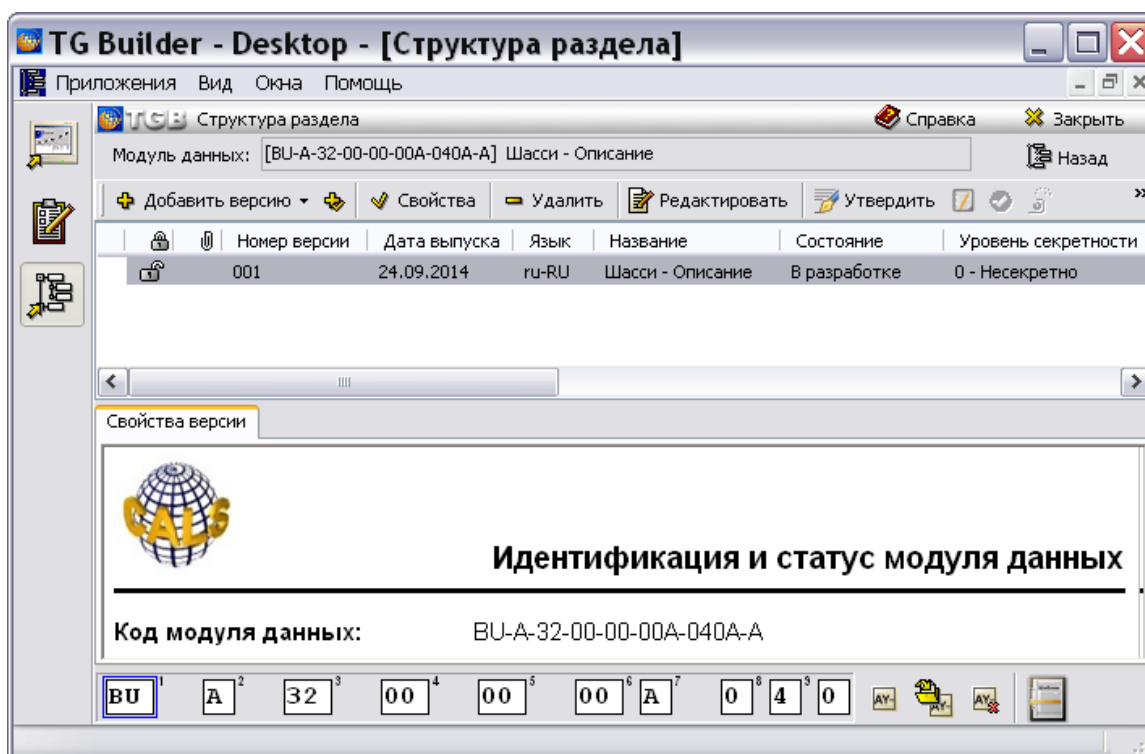 TG Builder - Desktop - [Структура раздела]
Приложения Вид Окна Помощь
TGB Структура раздела Справка Закрыть
Модуль данных: [BU-A-32-00-00-00A-040A-A] Шасси - Описание Назад
Добавить версию Свойства Удалить Редактировать Утвердить »
Номер версии Дата выпуска Язык Название Состояние Уровень секретности
001 24.09.2014 ru-RU Шасси - Описание В разработке 0 - Несекретно
Свойства версии
CALS
Идентификация и статус модуля данных
Код модуля данных: BU-A-32-00-00-00A-040A-A
BU 1 A 2 32 3 00 4 00 5 00 6 A 7 0 8 4 9 0 AY- AY- AY-